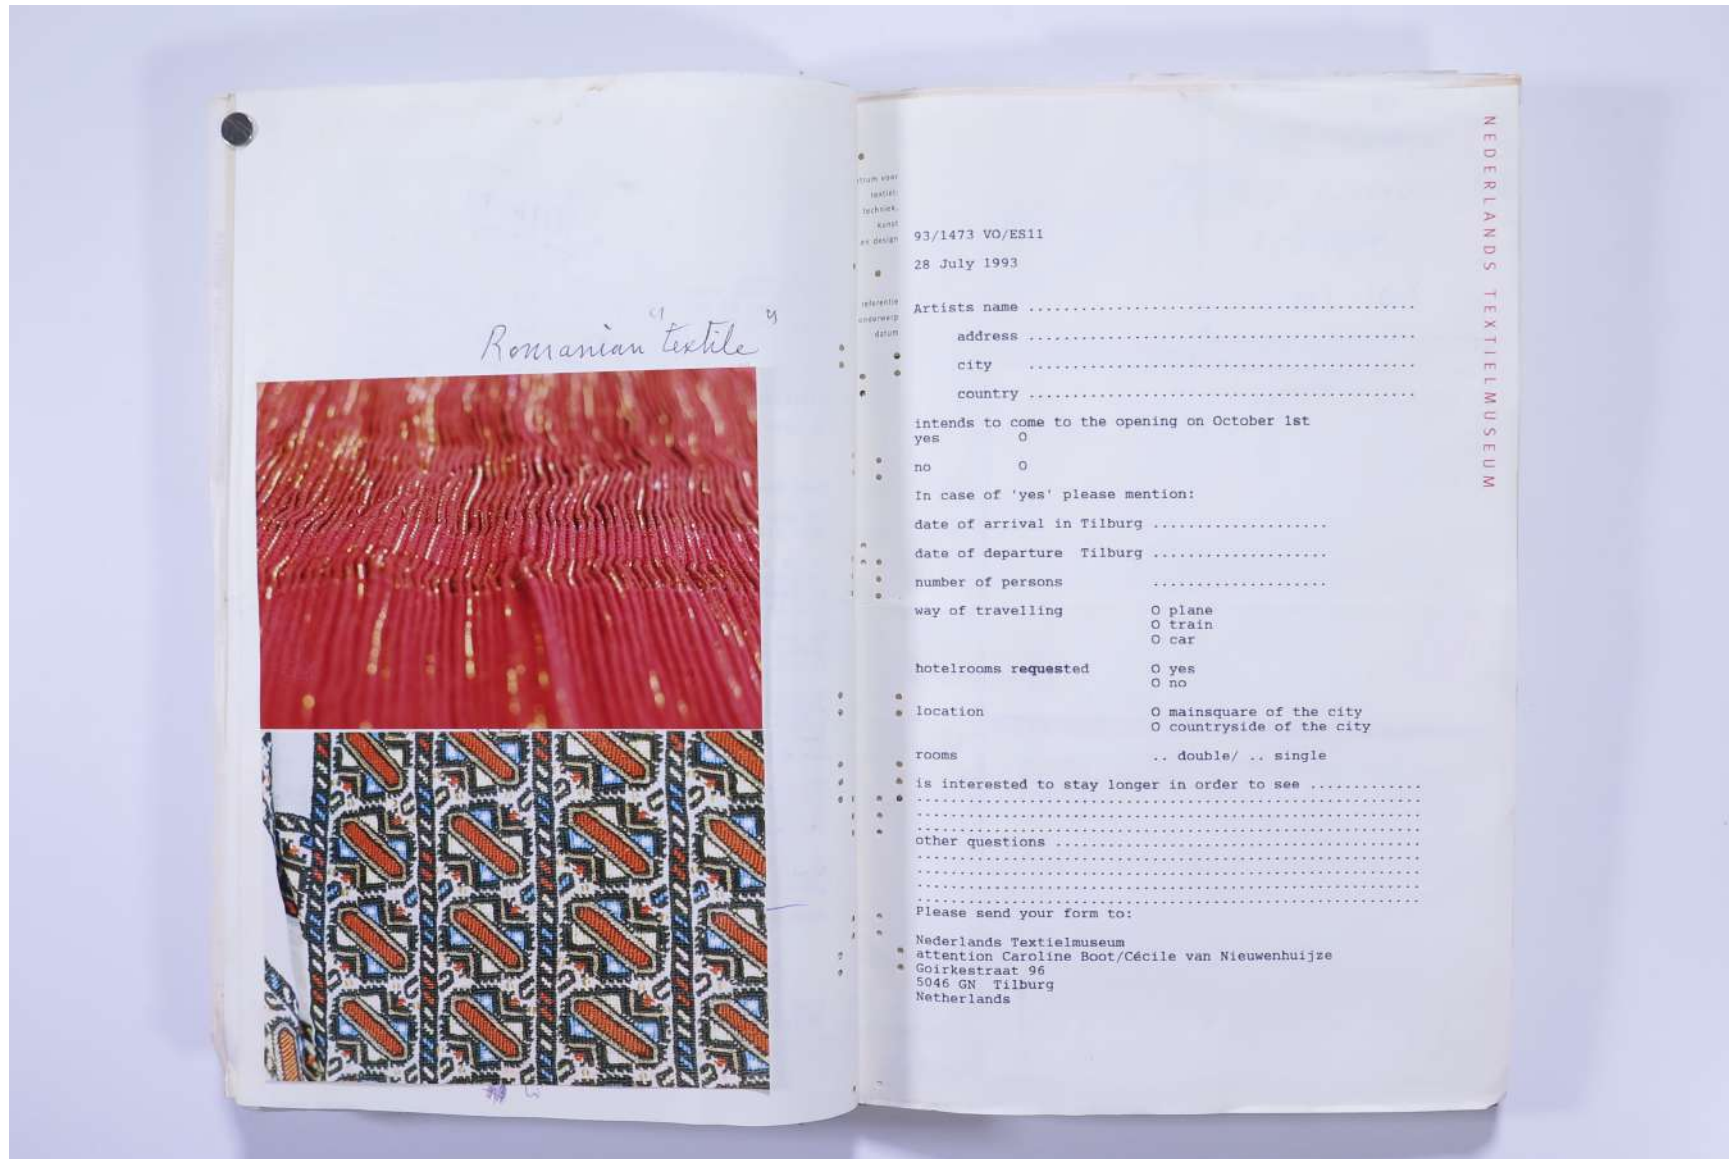 Romanian "textile"
textiel,
techniek,
kunst
en design
referentie
onderwerp
datum
93/1473 VO/ES11
28 July 1993
Artists name ............................................
address ............................................
city ............................................
country ............................................
intends to come to the opening on October 1st
yes O
no O
In case of 'yes' please mention:
date of arrival in Tilburg ....................
date of departure Tilburg ....................
number of persons ....................
way of travelling O plane
O train
O car
hotelrooms requested O yes
O no
location O mainsquare of the city
O countryside of the city
rooms .. double/ .. single
is interested to stay longer in order to see .............
other questions ..........................................
Please send your form to:
Nederlands Textielmuseum
attention Caroline Boot/Cécile van Nieuwenhuijze
Goirkestraat 96
5046 GN Tilburg
Netherlands
NEDERLANDS TEXTIELMUSEUM